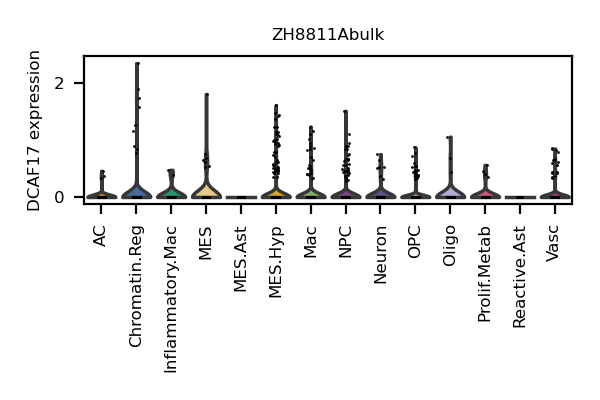 ZH8811Abulk
DCAF17 expression
2
0
AC
Chromatin.Reg
Inflammatory.Mac
MES
MES.Ast
MES.Hyp
Mac
NPC
Neuron
OPC
Oligo
Prolif.Metab
Reactive.Ast
Vasc